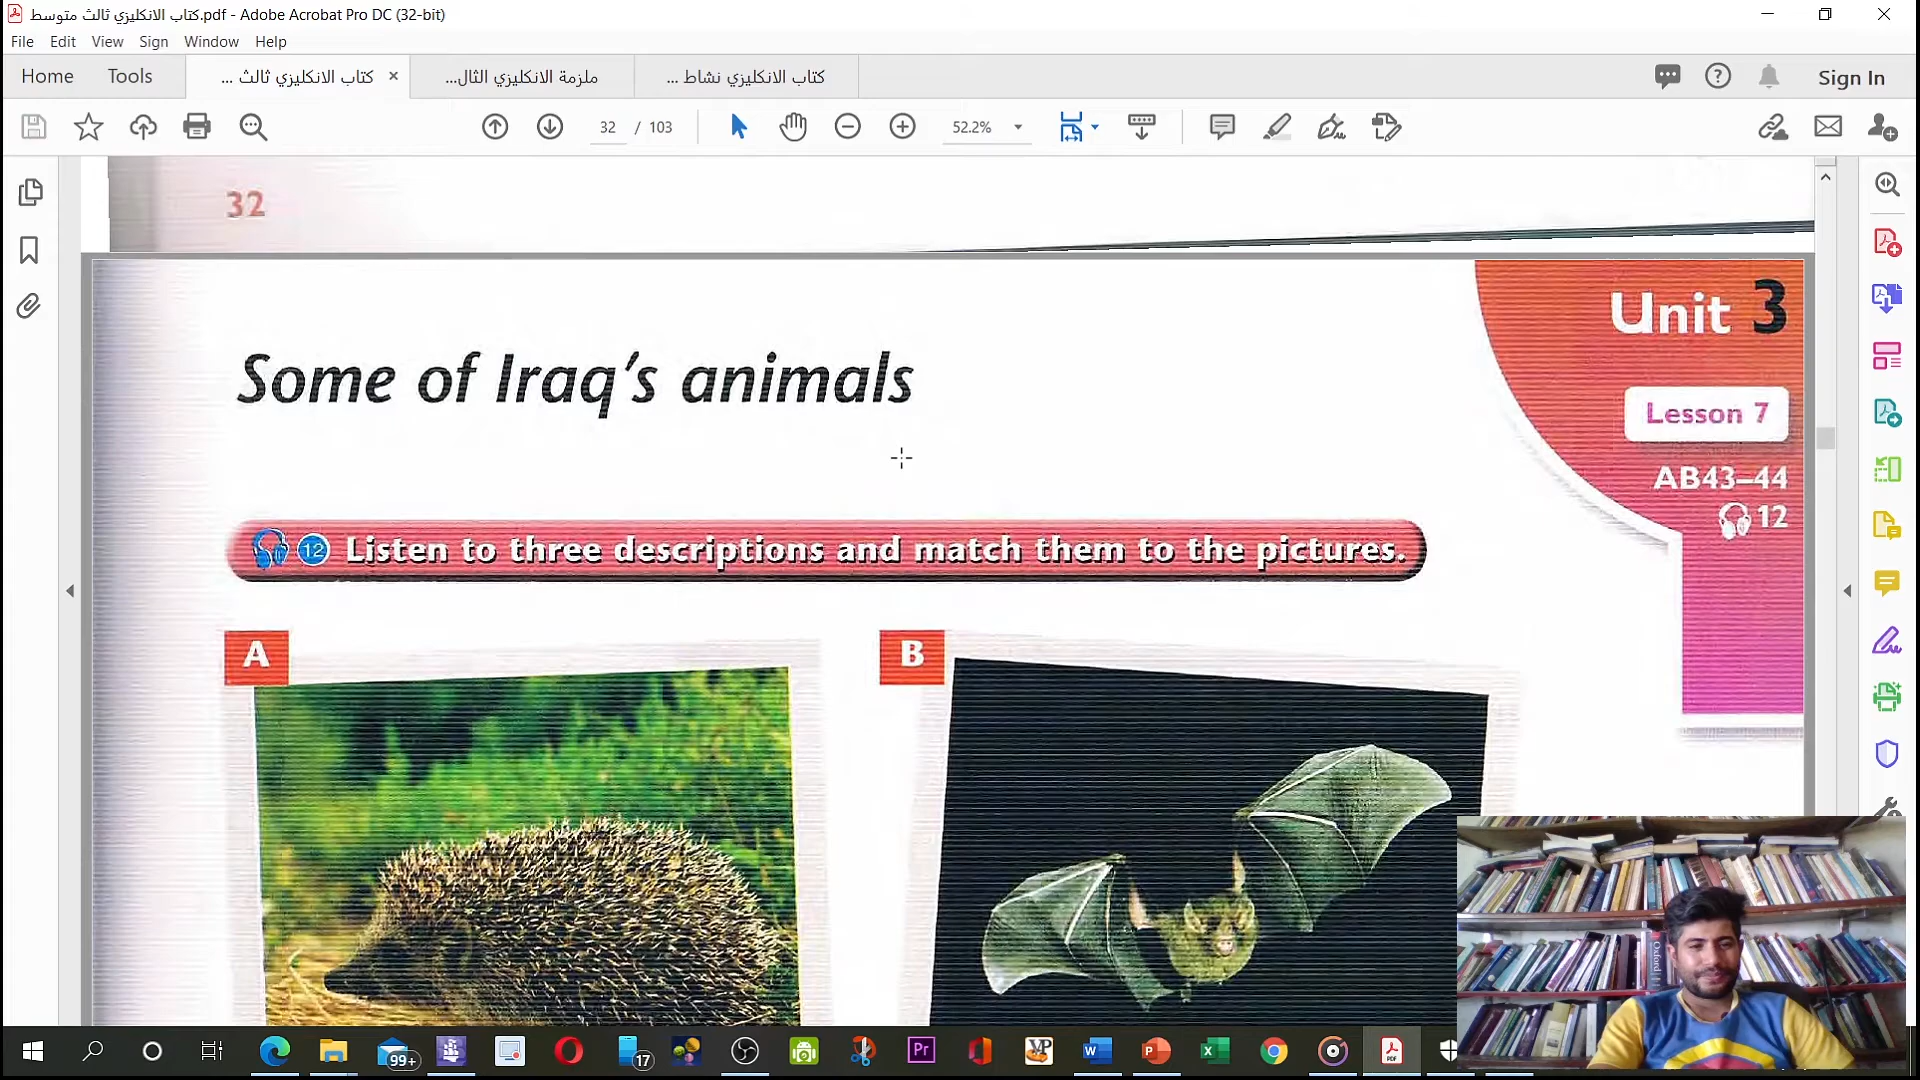 كتاب الانكليزي ثالث متوسط.pdf - Adobe Acrobat Pro DC (32-bit)
File Edit View Sign Window Help
Home Tools كتاب الانكليزي ثالث ... × ملزمة الانكليزي الثال... كتاب الانكليزي نشاط ... Sign In
32 / 103 52.2%
32
Unit 3
Some of Iraq's animals
Lesson 7
AB43–44
12
12 Listen to three descriptions and match them to the pictures.
A B
99+ 17 Pr